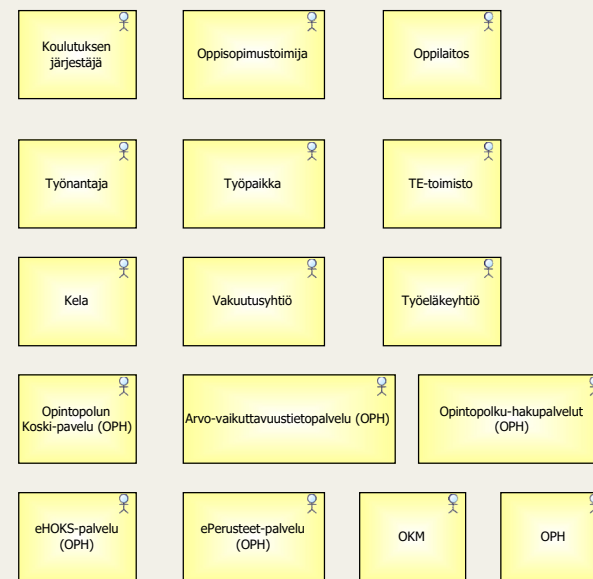 Koulutuksen
järjestäjä
Oppisopimustoimija
Oppilaitos
Työnantaja
Työpaikka
TE-toimisto
Kela
Vakuutusyhtiö
Työeläkeyhtiö
Opintopolun
Koski-pavelu (OPH)
Arvo-vaikuttavuustietopalvelu (OPH)
Opintopolku-hakupalvelut
(OPH)
eHOKS-palvelu
(OPH)
ePerusteet-palvelu
(OPH)
OKM
OPH